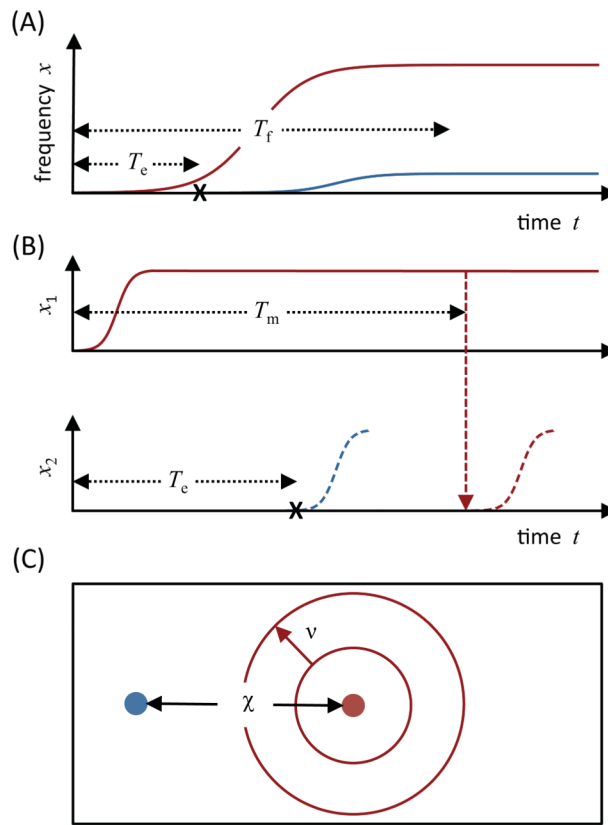 (A)
frequency x
T_f
T_e
X
time t
(B)
x_1
T_m
x_2
T_e
X
time t
(C)
ν
χ